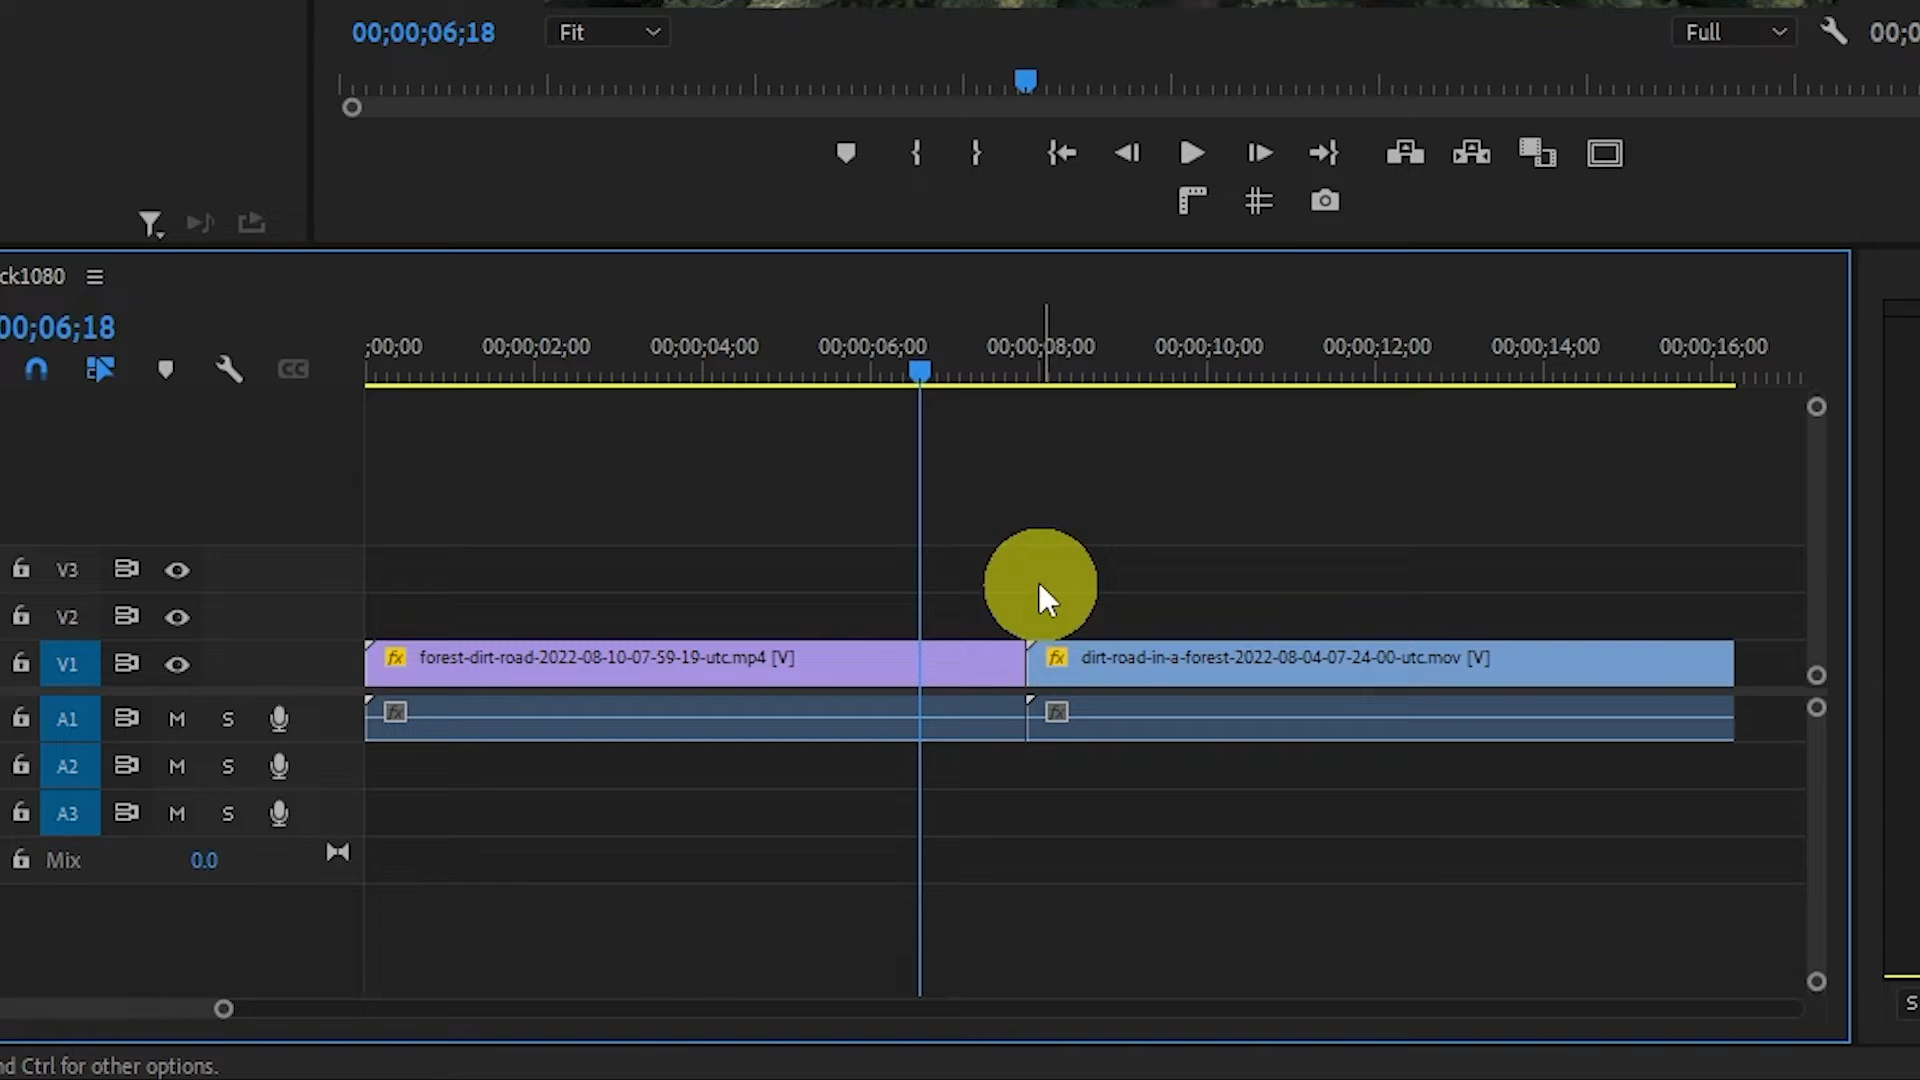 00;00;06;18
Fit
Full
00;0
ck1080
00;06;18
;00;00
00;00;02;00
00;00;04;00
00;00;06;00
00;00;08;00
00;00;10;00
00;00;12;00
00;00;14;00
00;00;16;00
CC
V3
V2
V1
fx forest-dirt-road-2022-08-10-07-59-19-utc.mp4 [V]
fx dirt-road-in-a-forest-2022-08-04-07-24-00-utc.mov [V]
A1 M S
fx
fx
A2 M S
A3 M S
Mix 0.0
S
nd Ctrl for other options.